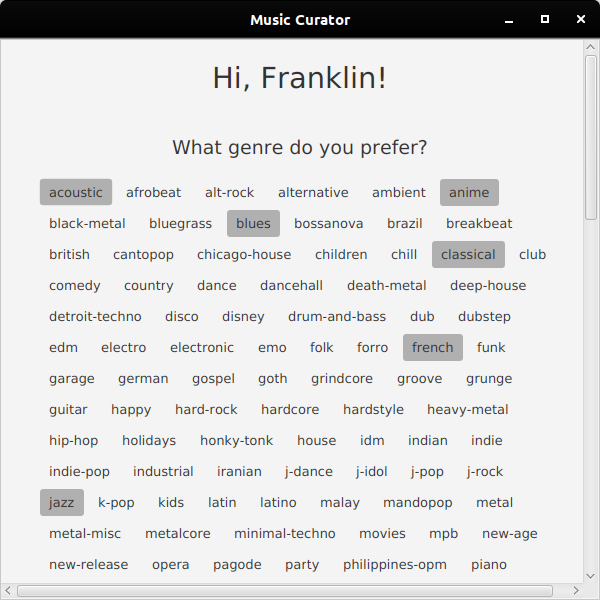 Music Curator
Hi, Franklin!
What genre do you prefer?
acoustic afrobeat alt-rock alternative ambient anime
black-metal bluegrass blues bossanova brazil breakbeat
british cantopop chicago-house children chill classical club
comedy country dance dancehall death-metal deep-house
detroit-techno disco disney drum-and-bass dub dubstep
edm electro electronic emo folk forro french funk
garage german gospel goth grindcore groove grunge
guitar happy hard-rock hardcore hardstyle heavy-metal
hip-hop holidays honky-tonk house idm indian indie
indie-pop industrial iranian j-dance j-idol j-pop j-rock
jazz k-pop kids latin latino malay mandopop metal
metal-misc metalcore minimal-techno movies mpb new-age
new-release opera pagode party philippines-opm piano